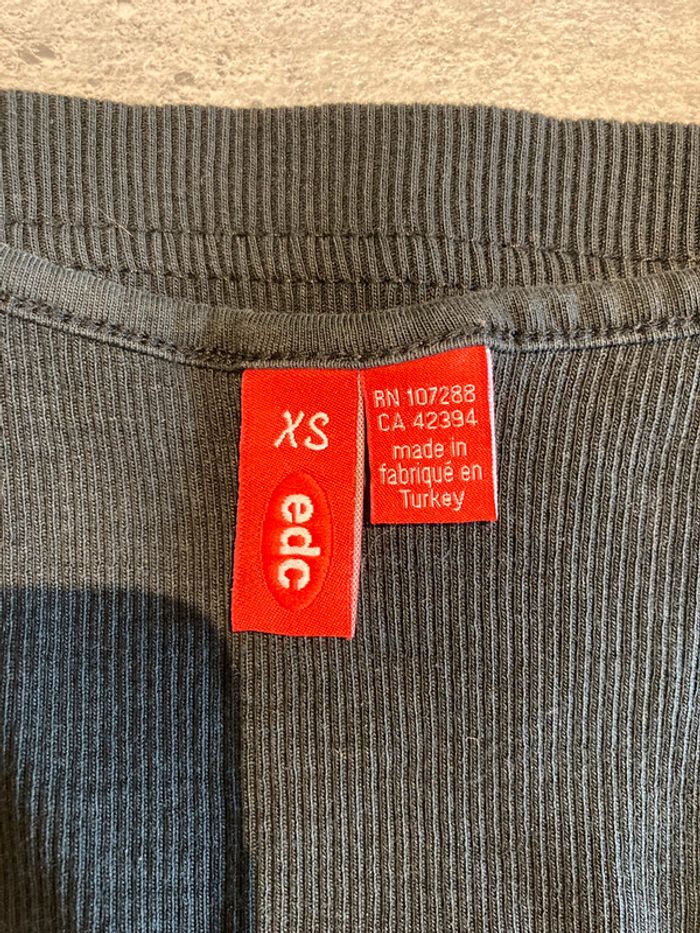 XS
edc
RN 107288
CA 42394
made in
fabriqué en
Turkey